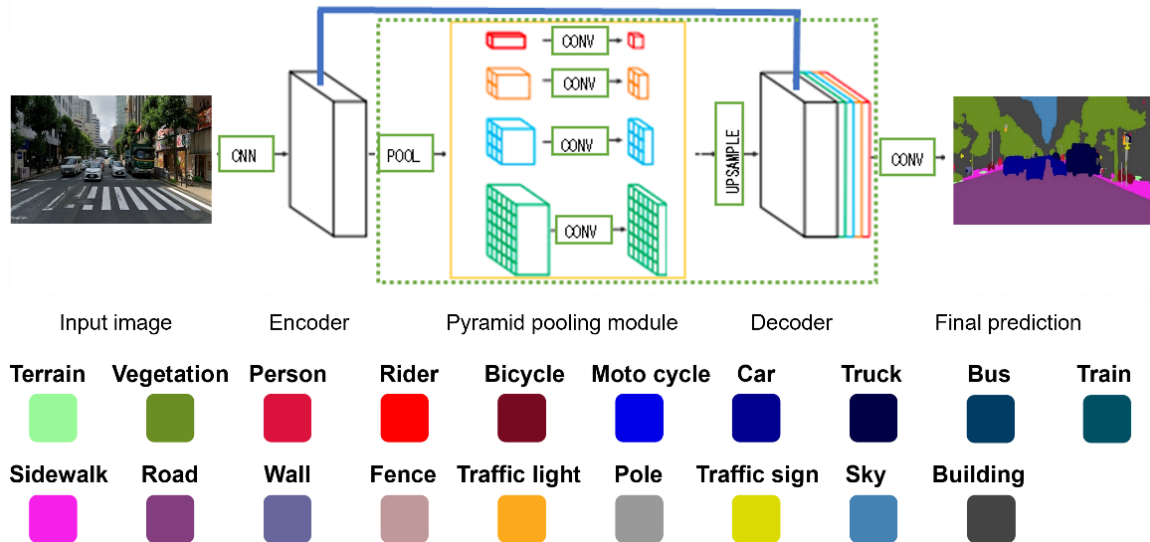 CONV
CONV
CNN
POOL
CONV
UPSAMPLE
CONV
CONV
Input image Encoder Pyramid pooling module Decoder Final prediction
Terrain Vegetation Person Rider Bicycle Moto cycle Car Truck Bus Train
Sidewalk Road Wall Fence Traffic light Pole Traffic sign Sky Building